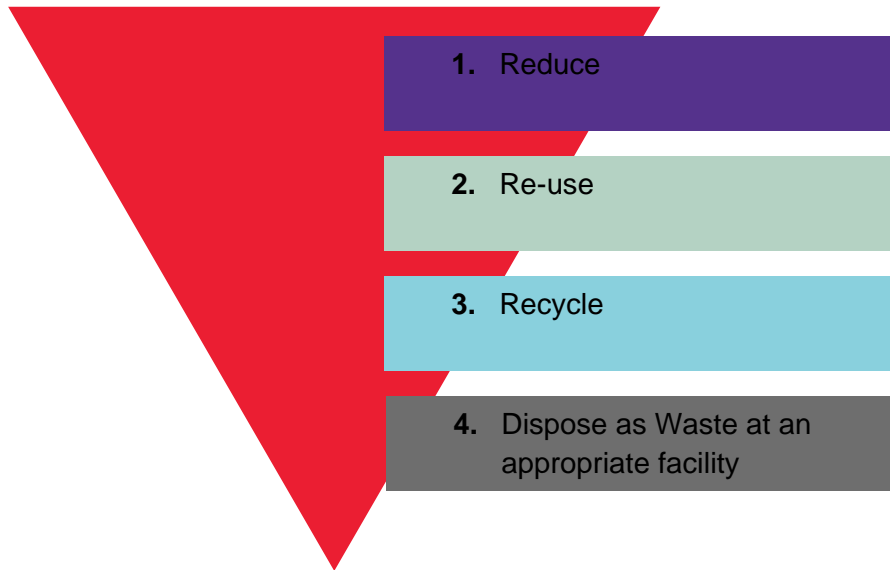 1. Reduce
2. Re-use
3. Recycle
4. Dispose as Waste at an
appropriate facility